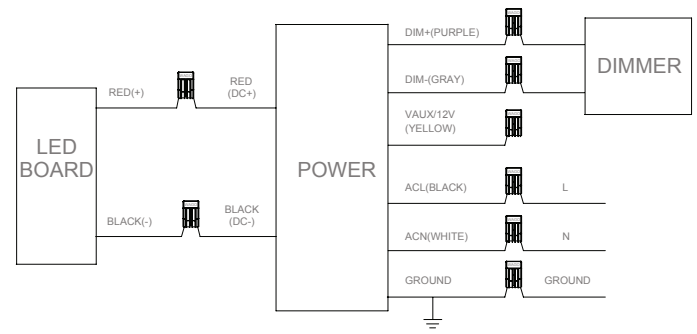 LED
BOARD
RED(+)
RED
(DC+)
BLACK(-)
BLACK
(DC-)
POWER
DIM+(PURPLE)
DIM-(GRAY)
VAUX/12V
(YELLOW)
ACL(BLACK)
L
ACN(WHITE)
N
GROUND
GROUND
DIMMER